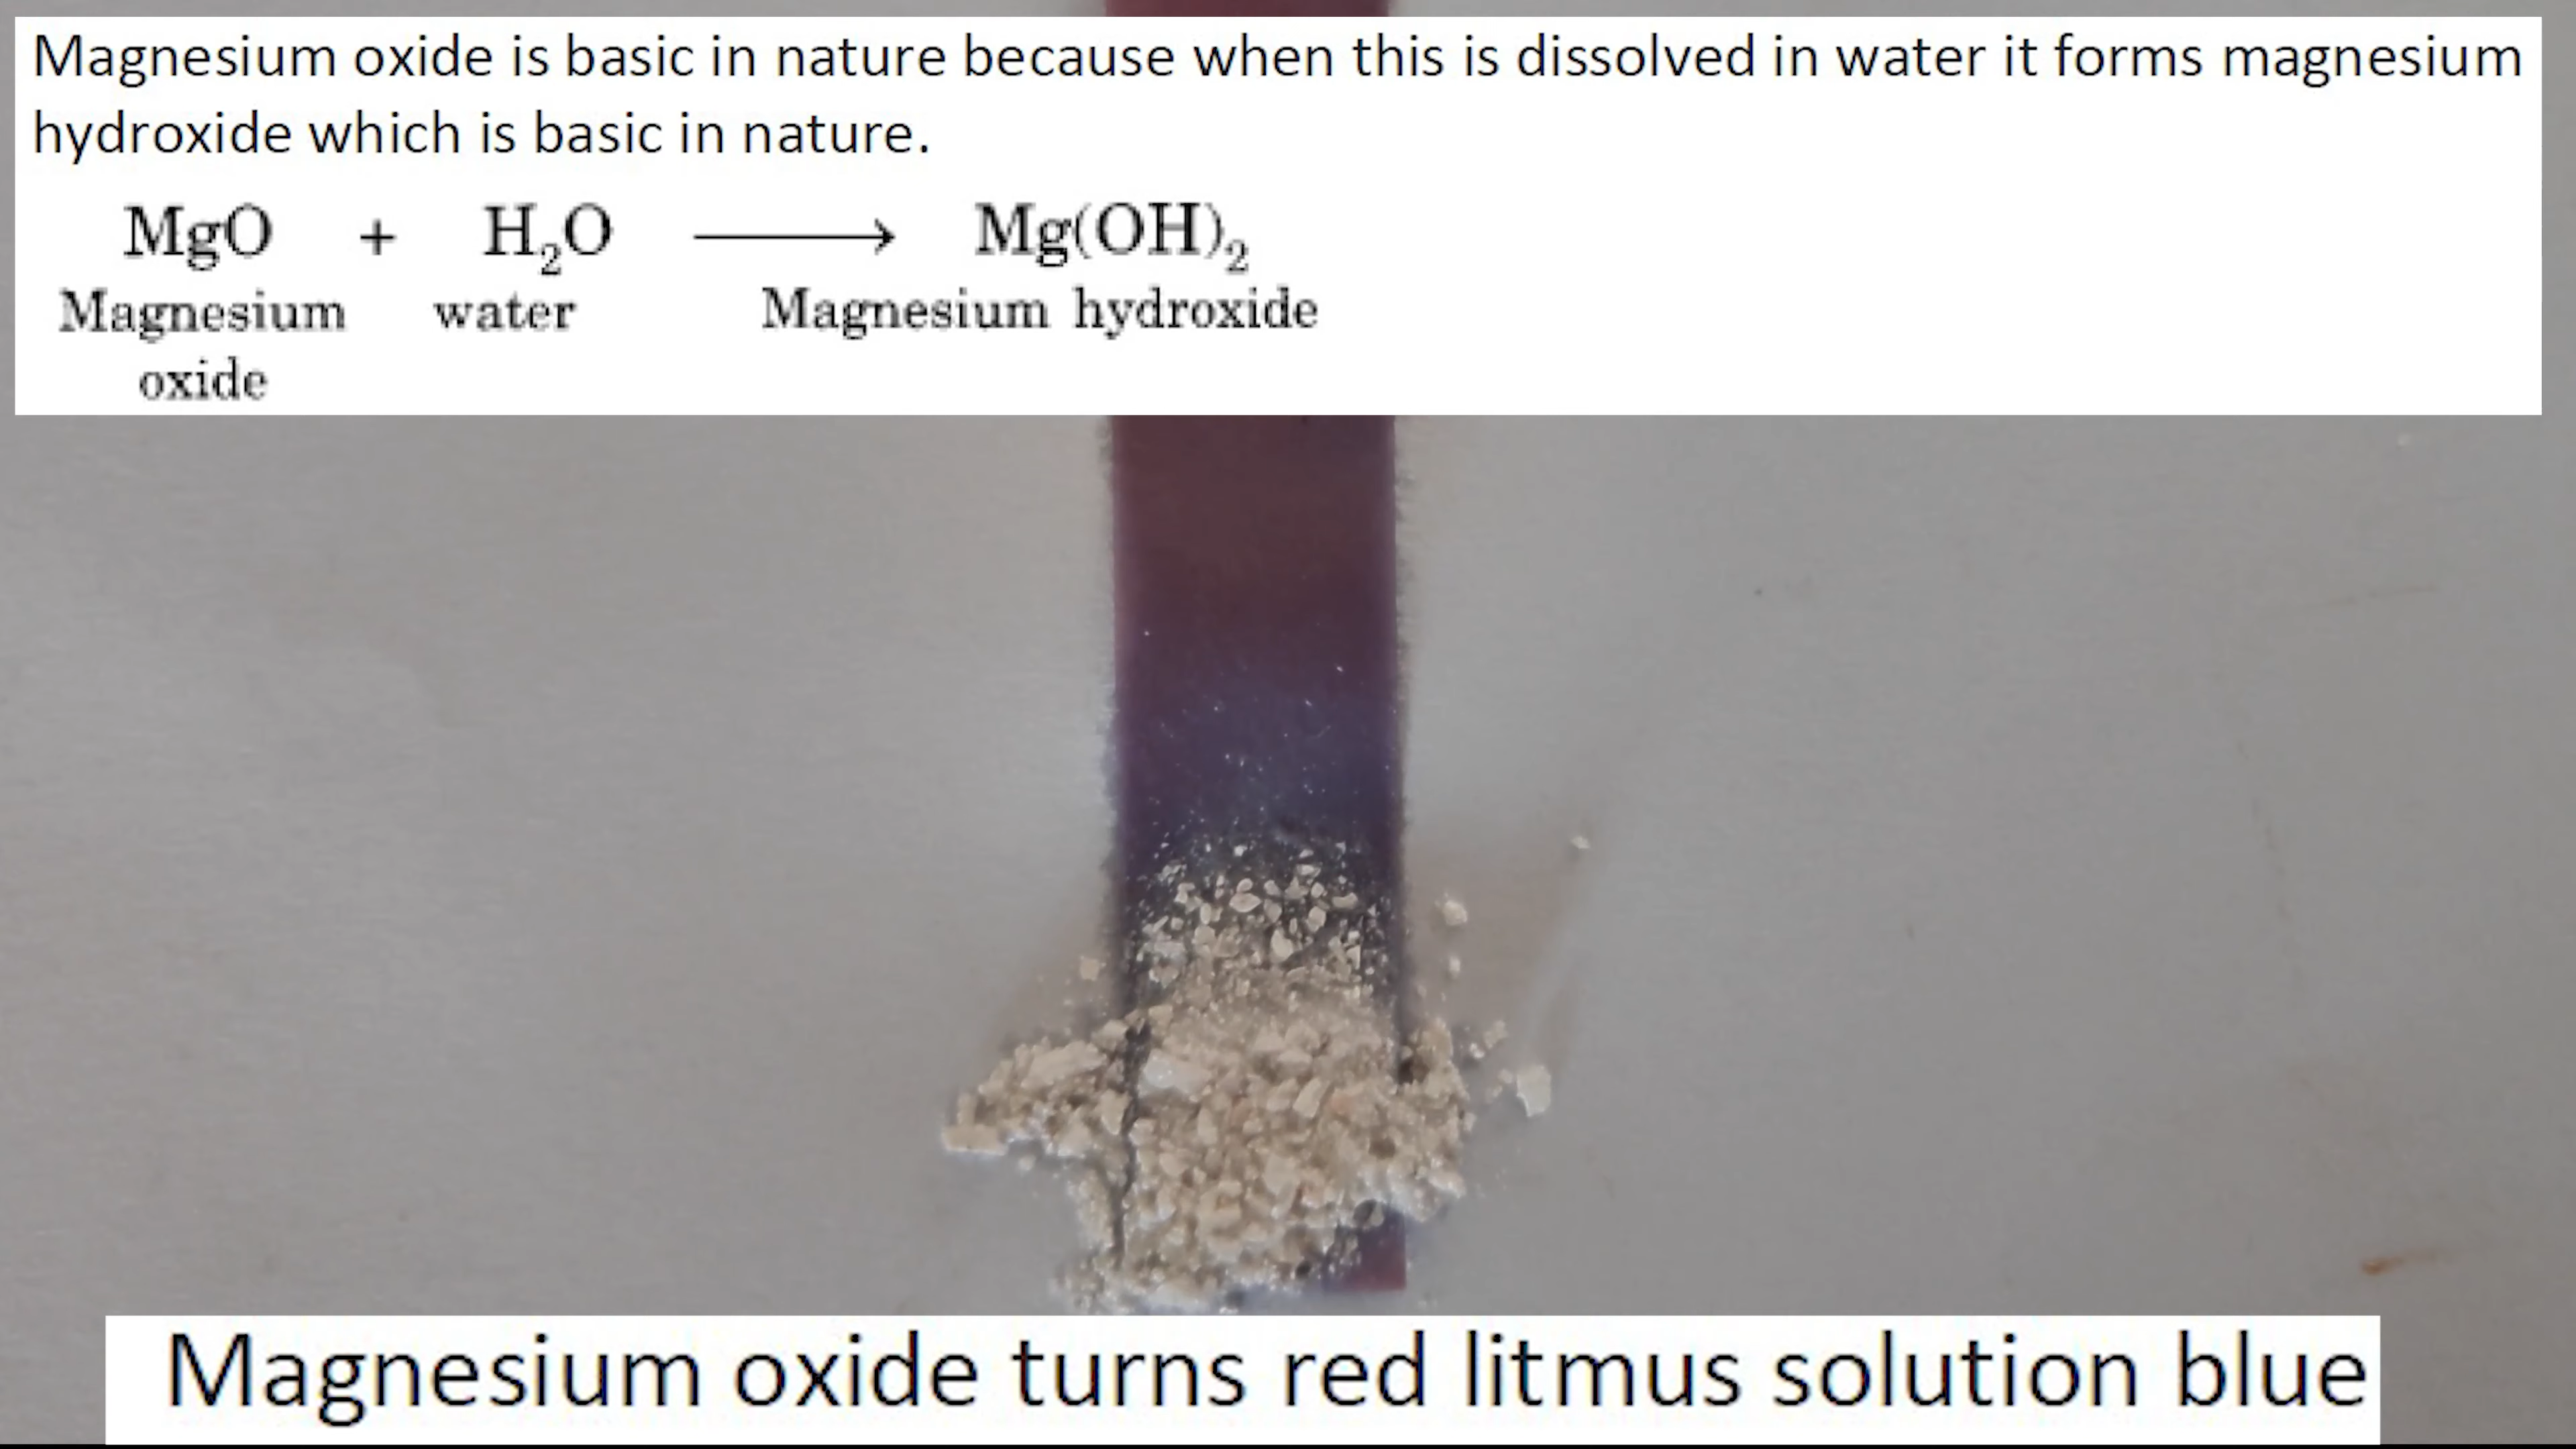 Magnesium oxide is basic in nature because when this is dissolved in water it forms magnesium
hydroxide which is basic in nature.
MgO + H₂O ⟶ Mg(OH)₂
Magnesium water Magnesium hydroxide
oxide
Magnesium oxide turns red litmus solution blue